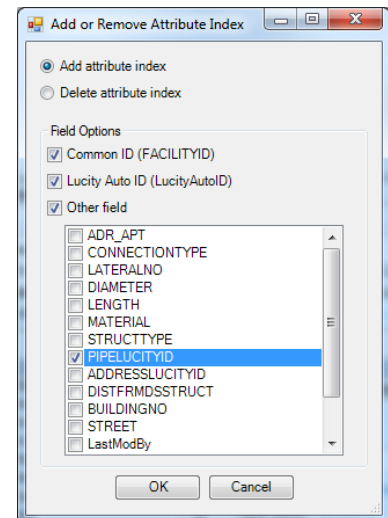 Add or Remove Attribute Index
Add attribute index
Delete attribute index
Field Options
Common ID (FACILITYID)
Lucity Auto ID (LucityAutoID)
Other field
ADR_APT
CONNECTIONTYPE
LATERALNO
DIAMETER
LENGTH
MATERIAL
STRUCTTYPE
PIPELUCITYID
ADDRESSLUCITYID
DISTFRMDSSTRUCT
BUILDINGNO
STREET
LastModBy
OK Cancel